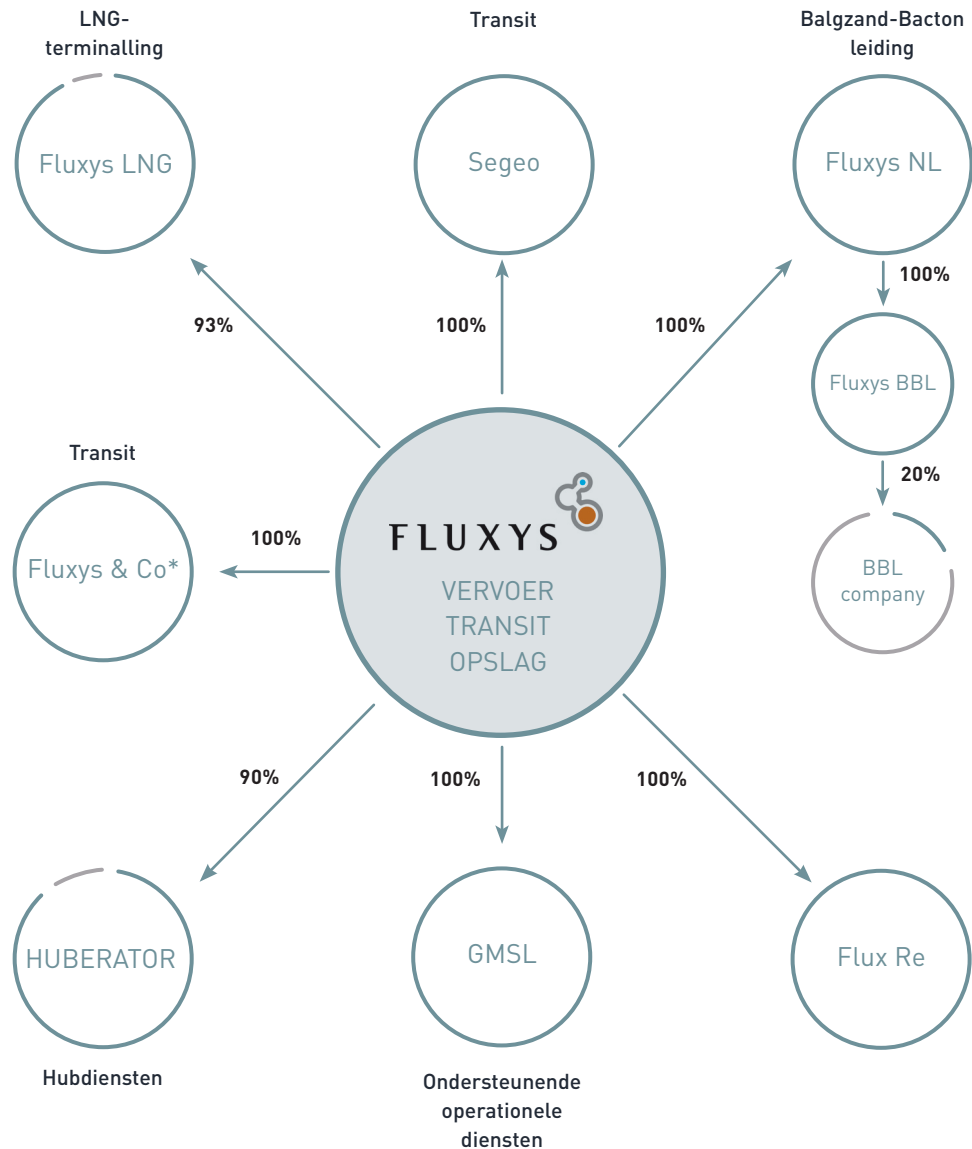 LNG-
terminalling
Transit
Balgzand-Bacton
leiding
Fluxys LNG
Segeo
Fluxys NL
100%
93%
100%
100%
Fluxys BBL
Transit
20%
Fluxys & Co*
100%
FLUXYS
VERVOER
TRANSIT
OPSLAG
BBL
company
90%
100%
100%
HUBERATOR
GMSL
Flux Re
Hubdiensten
Ondersteunende
operationele
diensten